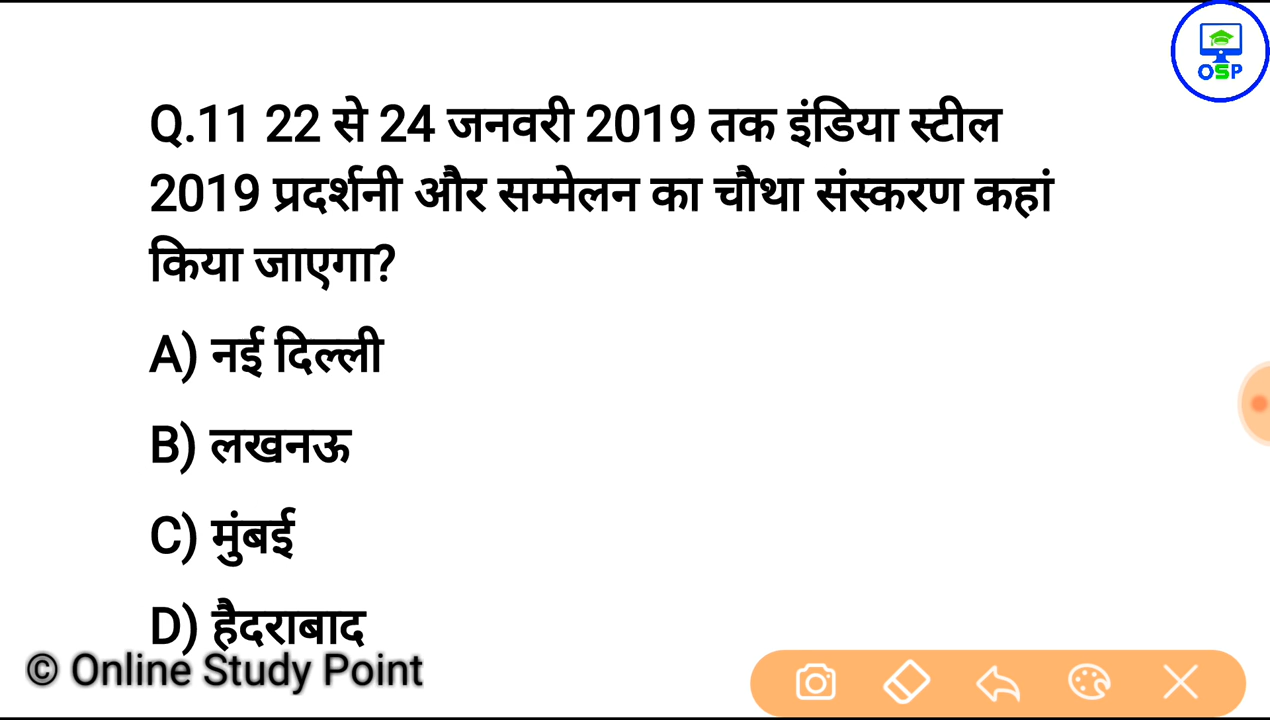 OSP
Q.11 22 से 24 जनवरी 2019 तक इंडिया स्टील
2019 प्रदर्शनी और सम्मेलन का चौथा संस्करण कहां
किया जाएगा?
A) नई दिल्ली
B) लखनऊ
C) मुंबई
D) हैदराबाद
© Online Study Point